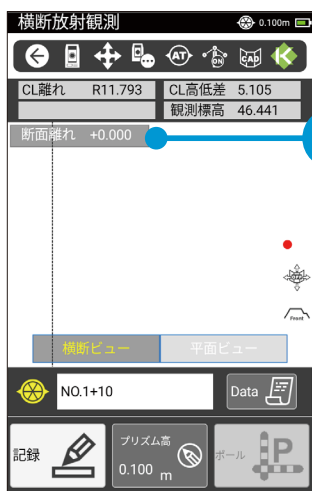 横断放射観測 0.100m
AT ON CAD
CL離れ R11.793 CL高低差 5.105
観測標高 46.441
断面離れ +0.000
Front
横断ビュー 平面ビュー
NO.1+10 Data
記録 プリズム高 0.100 m ポール P